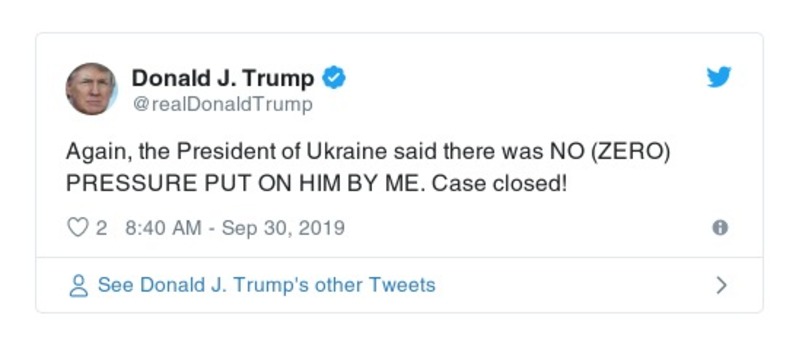 Donald J. Trump
@realDonaldTrump
Again, the President of Ukraine said there was NO (ZERO)
PRESSURE PUT ON HIM BY ME. Case closed!
2 8:40 AM - Sep 30, 2019
See Donald J. Trump's other Tweets